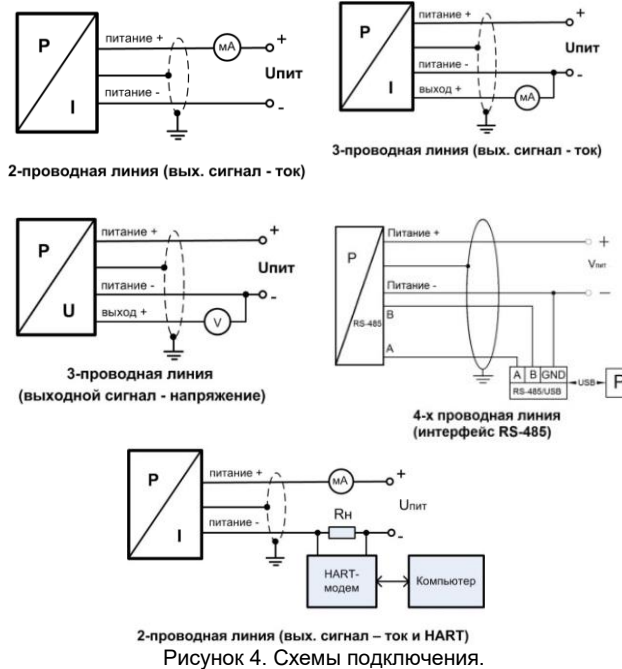 P
I
питание +
питание -
мА
+
Uпит
-
2-проводная линия (вых. сигнал - ток)
P
I
питание +
питание -
выход +
мА
+
Uпит
-
3-проводная линия (вых. сигнал - ток)
P
U
питание +
питание -
выход +
V
+
Uпит
-
3-проводная линия
(выходной сигнал - напряжение)
P
RS-485
Питание +
Питание -
B
A
+
Vпит
-
A B GND
RS-485/USB
USB
4-х проводная линия
(интерфейс RS-485)
P
I
питание +
питание -
мА
+
Uпит
Rн
-
HART-
модем
Компьютер
2-проводная линия (вых. сигнал – ток и HART)
Рисунок 4. Схемы подключения.